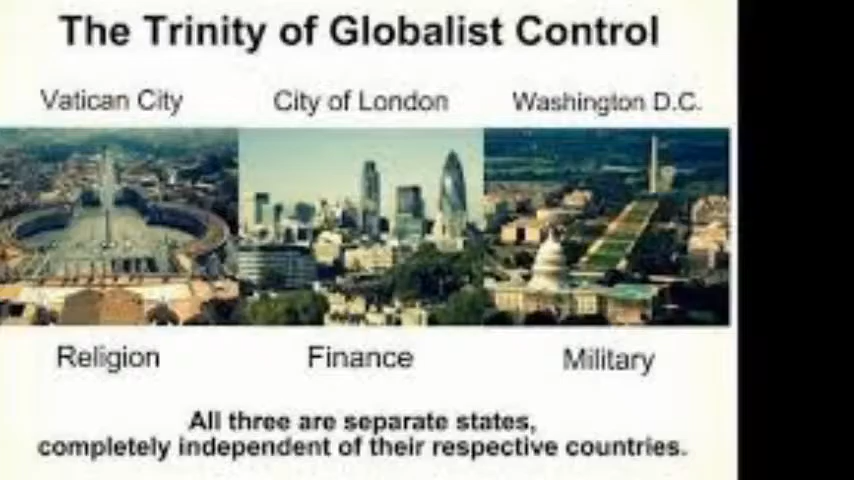 The Trinity of Globalist Control
Vatican City City of London Washington D.C.
Religion Finance Military
All three are separate states,
completely independent of their respective countries.